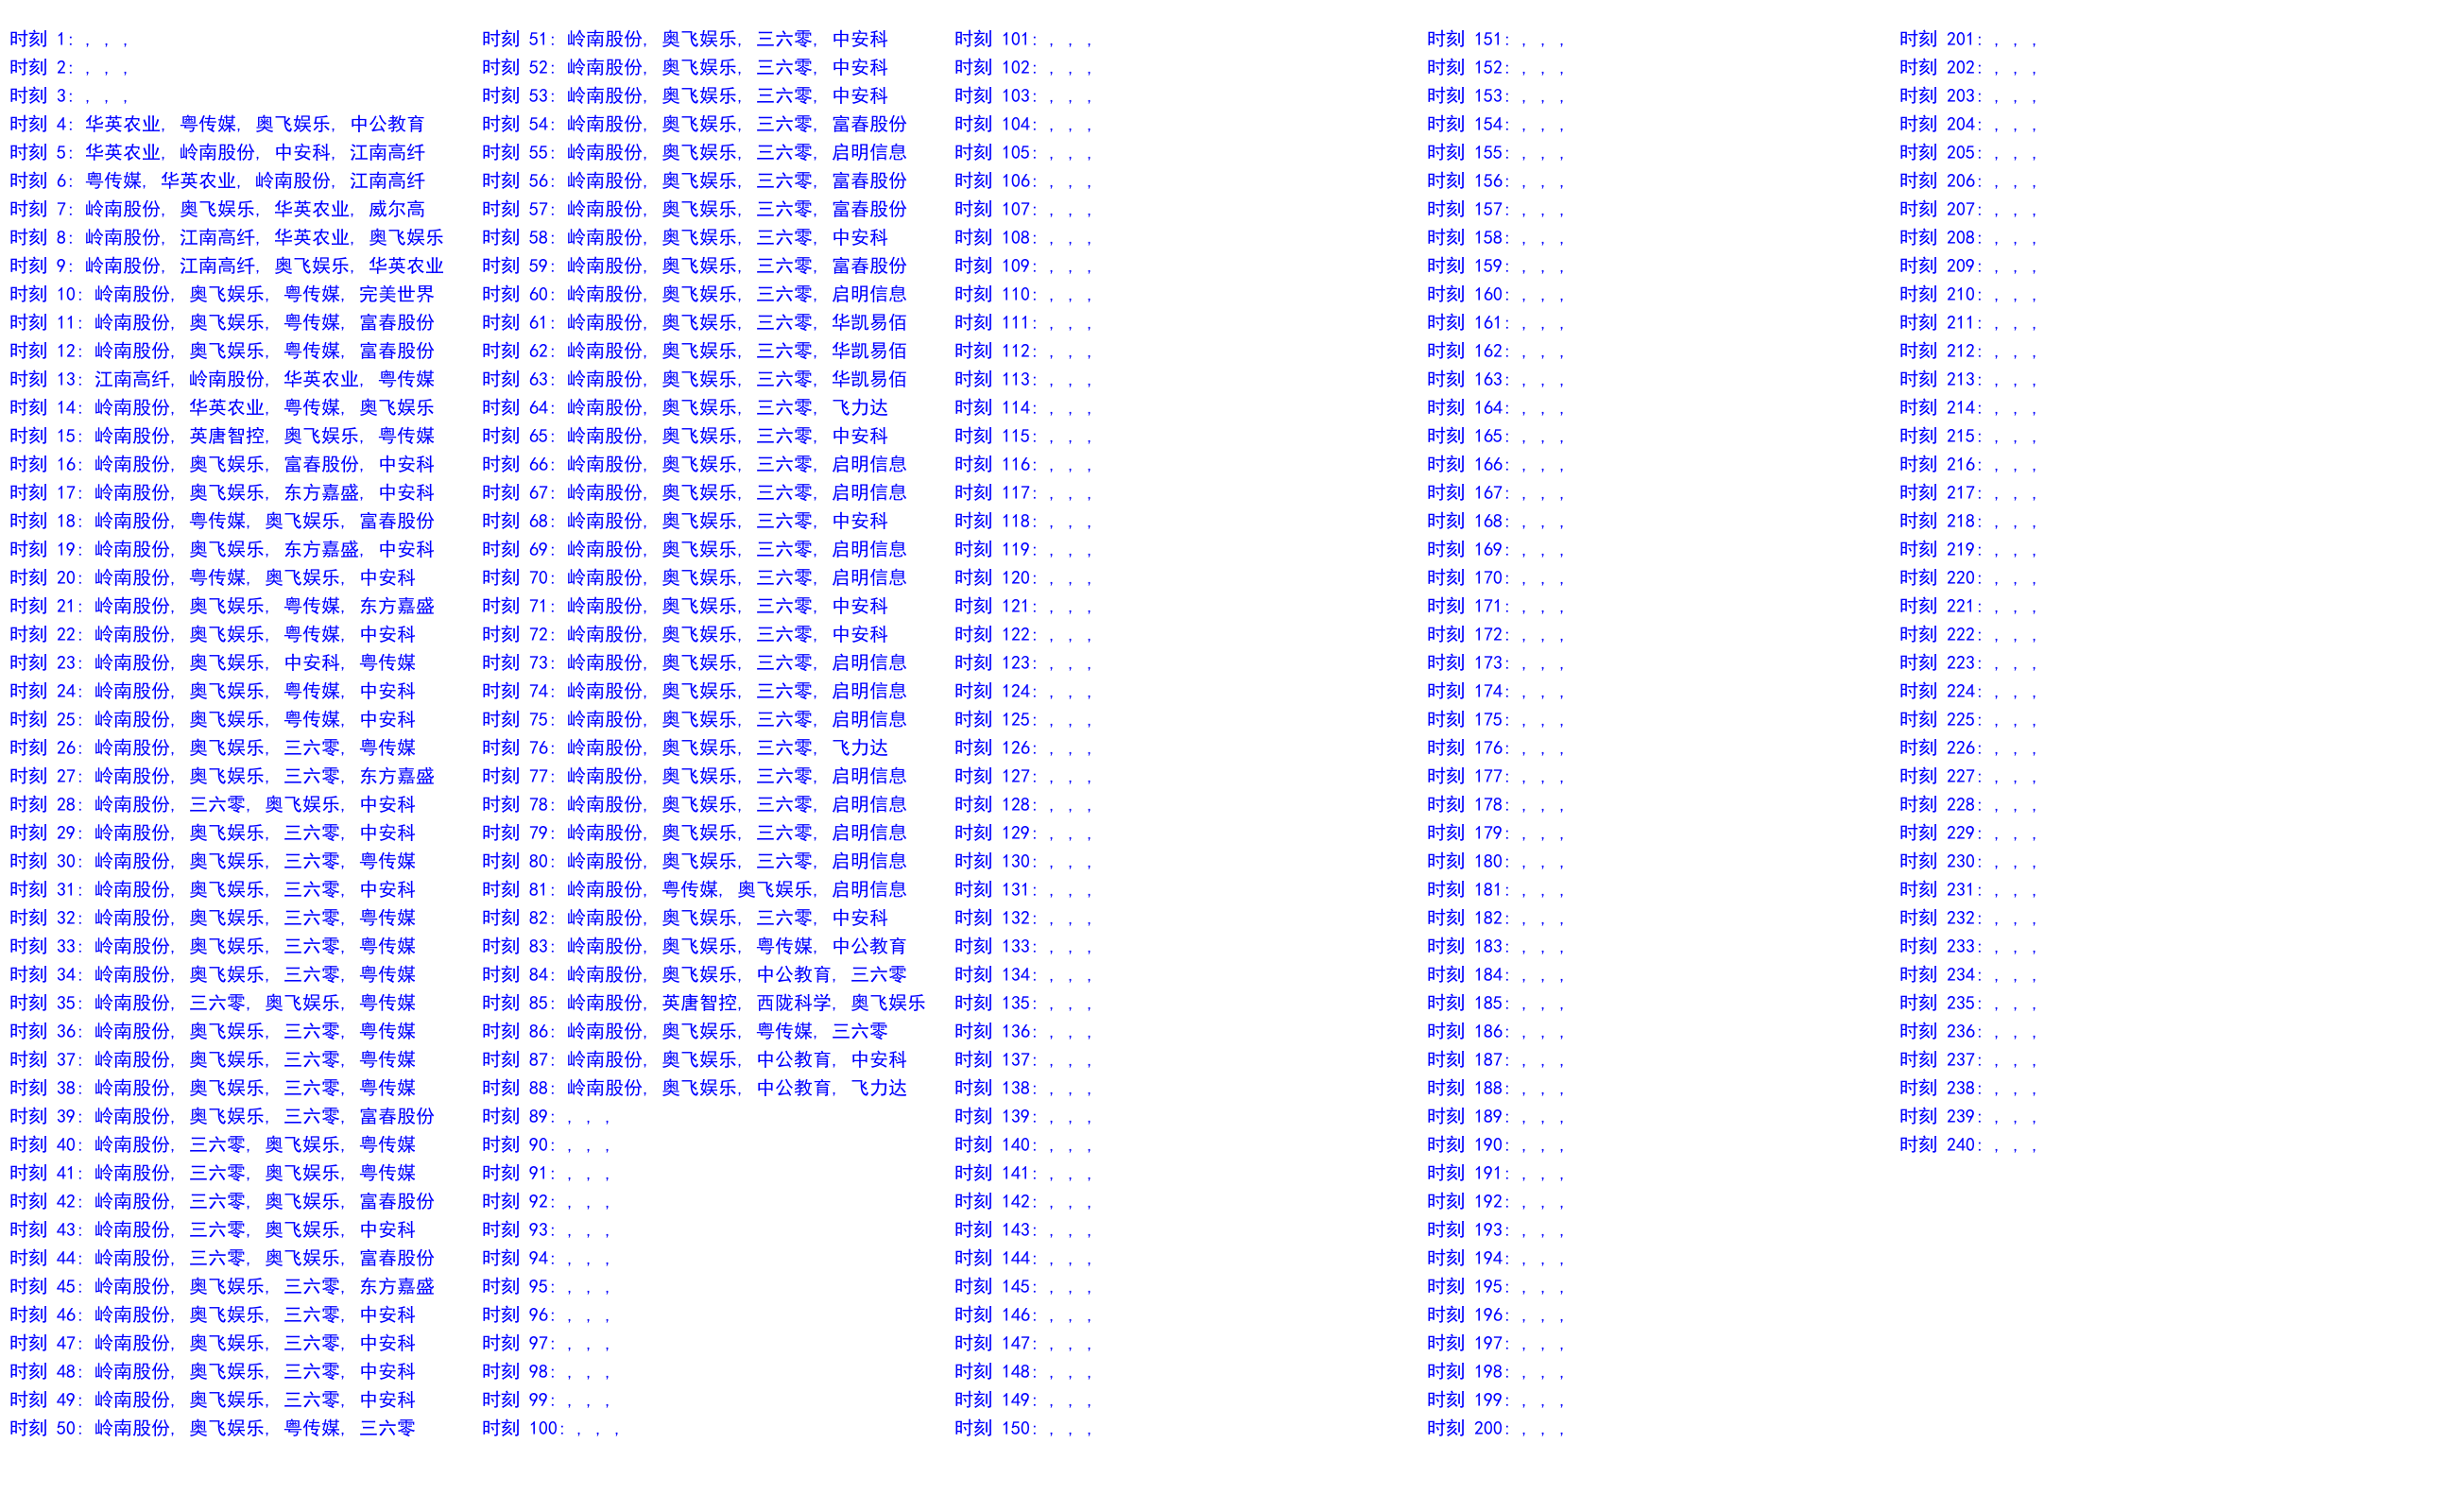 时刻 1: , , ,
时刻 2: , , ,
时刻 3: , , ,
时刻 4: 华英农业, 粤传媒, 奥飞娱乐, 中公教育
时刻 5: 华英农业, 岭南股份, 中安科, 江南高纤
时刻 6: 粤传媒, 华英农业, 岭南股份, 江南高纤
时刻 7: 岭南股份, 奥飞娱乐, 华英农业, 威尔高
时刻 8: 岭南股份, 江南高纤, 华英农业, 奥飞娱乐
时刻 9: 岭南股份, 江南高纤, 奥飞娱乐, 华英农业
时刻 10: 岭南股份, 奥飞娱乐, 粤传媒, 完美世界
时刻 11: 岭南股份, 奥飞娱乐, 粤传媒, 富春股份
时刻 12: 岭南股份, 奥飞娱乐, 粤传媒, 富春股份
时刻 13: 江南高纤, 岭南股份, 华英农业, 粤传媒
时刻 14: 岭南股份, 华英农业, 粤传媒, 奥飞娱乐
时刻 15: 岭南股份, 英唐智控, 奥飞娱乐, 粤传媒
时刻 16: 岭南股份, 奥飞娱乐, 富春股份, 中安科
时刻 17: 岭南股份, 奥飞娱乐, 东方嘉盛, 中安科
时刻 18: 岭南股份, 粤传媒, 奥飞娱乐, 富春股份
时刻 19: 岭南股份, 奥飞娱乐, 东方嘉盛, 中安科
时刻 20: 岭南股份, 粤传媒, 奥飞娱乐, 中安科
时刻 21: 岭南股份, 奥飞娱乐, 粤传媒, 东方嘉盛
时刻 22: 岭南股份, 奥飞娱乐, 粤传媒, 中安科
时刻 23: 岭南股份, 奥飞娱乐, 中安科, 粤传媒
时刻 24: 岭南股份, 奥飞娱乐, 粤传媒, 中安科
时刻 25: 岭南股份, 奥飞娱乐, 粤传媒, 中安科
时刻 26: 岭南股份, 奥飞娱乐, 三六零, 粤传媒
时刻 27: 岭南股份, 奥飞娱乐, 三六零, 东方嘉盛
时刻 28: 岭南股份, 三六零, 奥飞娱乐, 中安科
时刻 29: 岭南股份, 奥飞娱乐, 三六零, 中安科
时刻 30: 岭南股份, 奥飞娱乐, 三六零, 粤传媒
时刻 31: 岭南股份, 奥飞娱乐, 三六零, 中安科
时刻 32: 岭南股份, 奥飞娱乐, 三六零, 粤传媒
时刻 33: 岭南股份, 奥飞娱乐, 三六零, 粤传媒
时刻 34: 岭南股份, 奥飞娱乐, 三六零, 粤传媒
时刻 35: 岭南股份, 三六零, 奥飞娱乐, 粤传媒
时刻 36: 岭南股份, 奥飞娱乐, 三六零, 粤传媒
时刻 37: 岭南股份, 奥飞娱乐, 三六零, 粤传媒
时刻 38: 岭南股份, 奥飞娱乐, 三六零, 粤传媒
时刻 39: 岭南股份, 奥飞娱乐, 三六零, 富春股份
时刻 40: 岭南股份, 三六零, 奥飞娱乐, 粤传媒
时刻 41: 岭南股份, 三六零, 奥飞娱乐, 粤传媒
时刻 42: 岭南股份, 三六零, 奥飞娱乐, 富春股份
时刻 43: 岭南股份, 三六零, 奥飞娱乐, 中安科
时刻 44: 岭南股份, 三六零, 奥飞娱乐, 富春股份
时刻 45: 岭南股份, 奥飞娱乐, 三六零, 东方嘉盛
时刻 46: 岭南股份, 奥飞娱乐, 三六零, 中安科
时刻 47: 岭南股份, 奥飞娱乐, 三六零, 中安科
时刻 48: 岭南股份, 奥飞娱乐, 三六零, 中安科
时刻 49: 岭南股份, 奥飞娱乐, 三六零, 中安科
时刻 50: 岭南股份, 奥飞娱乐, 粤传媒, 三六零
时刻 51: 岭南股份, 奥飞娱乐, 三六零, 中安科
时刻 52: 岭南股份, 奥飞娱乐, 三六零, 中安科
时刻 53: 岭南股份, 奥飞娱乐, 三六零, 中安科
时刻 54: 岭南股份, 奥飞娱乐, 三六零, 富春股份
时刻 55: 岭南股份, 奥飞娱乐, 三六零, 启明信息
时刻 56: 岭南股份, 奥飞娱乐, 三六零, 富春股份
时刻 57: 岭南股份, 奥飞娱乐, 三六零, 富春股份
时刻 58: 岭南股份, 奥飞娱乐, 三六零, 中安科
时刻 59: 岭南股份, 奥飞娱乐, 三六零, 富春股份
时刻 60: 岭南股份, 奥飞娱乐, 三六零, 启明信息
时刻 61: 岭南股份, 奥飞娱乐, 三六零, 华凯易佰
时刻 62: 岭南股份, 奥飞娱乐, 三六零, 华凯易佰
时刻 63: 岭南股份, 奥飞娱乐, 三六零, 华凯易佰
时刻 64: 岭南股份, 奥飞娱乐, 三六零, 飞力达
时刻 65: 岭南股份, 奥飞娱乐, 三六零, 中安科
时刻 66: 岭南股份, 奥飞娱乐, 三六零, 启明信息
时刻 67: 岭南股份, 奥飞娱乐, 三六零, 启明信息
时刻 68: 岭南股份, 奥飞娱乐, 三六零, 中安科
时刻 69: 岭南股份, 奥飞娱乐, 三六零, 启明信息
时刻 70: 岭南股份, 奥飞娱乐, 三六零, 启明信息
时刻 71: 岭南股份, 奥飞娱乐, 三六零, 中安科
时刻 72: 岭南股份, 奥飞娱乐, 三六零, 中安科
时刻 73: 岭南股份, 奥飞娱乐, 三六零, 启明信息
时刻 74: 岭南股份, 奥飞娱乐, 三六零, 启明信息
时刻 75: 岭南股份, 奥飞娱乐, 三六零, 启明信息
时刻 76: 岭南股份, 奥飞娱乐, 三六零, 飞力达
时刻 77: 岭南股份, 奥飞娱乐, 三六零, 启明信息
时刻 78: 岭南股份, 奥飞娱乐, 三六零, 启明信息
时刻 79: 岭南股份, 奥飞娱乐, 三六零, 启明信息
时刻 80: 岭南股份, 奥飞娱乐, 三六零, 启明信息
时刻 81: 岭南股份, 粤传媒, 奥飞娱乐, 启明信息
时刻 82: 岭南股份, 奥飞娱乐, 三六零, 中安科
时刻 83: 岭南股份, 奥飞娱乐, 粤传媒, 中公教育
时刻 84: 岭南股份, 奥飞娱乐, 中公教育, 三六零
时刻 85: 岭南股份, 英唐智控, 西陇科学, 奥飞娱乐
时刻 86: 岭南股份, 奥飞娱乐, 粤传媒, 三六零
时刻 87: 岭南股份, 奥飞娱乐, 中公教育, 中安科
时刻 88: 岭南股份, 奥飞娱乐, 中公教育, 飞力达
时刻 89: , , ,
时刻 90: , , ,
时刻 91: , , ,
时刻 92: , , ,
时刻 93: , , ,
时刻 94: , , ,
时刻 95: , , ,
时刻 96: , , ,
时刻 97: , , ,
时刻 98: , , ,
时刻 99: , , ,
时刻 100: , , ,
时刻 101: , , ,
时刻 102: , , ,
时刻 103: , , ,
时刻 104: , , ,
时刻 105: , , ,
时刻 106: , , ,
时刻 107: , , ,
时刻 108: , , ,
时刻 109: , , ,
时刻 110: , , ,
时刻 111: , , ,
时刻 112: , , ,
时刻 113: , , ,
时刻 114: , , ,
时刻 115: , , ,
时刻 116: , , ,
时刻 117: , , ,
时刻 118: , , ,
时刻 119: , , ,
时刻 120: , , ,
时刻 121: , , ,
时刻 122: , , ,
时刻 123: , , ,
时刻 124: , , ,
时刻 125: , , ,
时刻 126: , , ,
时刻 127: , , ,
时刻 128: , , ,
时刻 129: , , ,
时刻 130: , , ,
时刻 131: , , ,
时刻 132: , , ,
时刻 133: , , ,
时刻 134: , , ,
时刻 135: , , ,
时刻 136: , , ,
时刻 137: , , ,
时刻 138: , , ,
时刻 139: , , ,
时刻 140: , , ,
时刻 141: , , ,
时刻 142: , , ,
时刻 143: , , ,
时刻 144: , , ,
时刻 145: , , ,
时刻 146: , , ,
时刻 147: , , ,
时刻 148: , , ,
时刻 149: , , ,
时刻 150: , , ,
时刻 151: , , ,
时刻 152: , , ,
时刻 153: , , ,
时刻 154: , , ,
时刻 155: , , ,
时刻 156: , , ,
时刻 157: , , ,
时刻 158: , , ,
时刻 159: , , ,
时刻 160: , , ,
时刻 161: , , ,
时刻 162: , , ,
时刻 163: , , ,
时刻 164: , , ,
时刻 165: , , ,
时刻 166: , , ,
时刻 167: , , ,
时刻 168: , , ,
时刻 169: , , ,
时刻 170: , , ,
时刻 171: , , ,
时刻 172: , , ,
时刻 173: , , ,
时刻 174: , , ,
时刻 175: , , ,
时刻 176: , , ,
时刻 177: , , ,
时刻 178: , , ,
时刻 179: , , ,
时刻 180: , , ,
时刻 181: , , ,
时刻 182: , , ,
时刻 183: , , ,
时刻 184: , , ,
时刻 185: , , ,
时刻 186: , , ,
时刻 187: , , ,
时刻 188: , , ,
时刻 189: , , ,
时刻 190: , , ,
时刻 191: , , ,
时刻 192: , , ,
时刻 193: , , ,
时刻 194: , , ,
时刻 195: , , ,
时刻 196: , , ,
时刻 197: , , ,
时刻 198: , , ,
时刻 199: , , ,
时刻 200: , , ,
时刻 201: , , ,
时刻 202: , , ,
时刻 203: , , ,
时刻 204: , , ,
时刻 205: , , ,
时刻 206: , , ,
时刻 207: , , ,
时刻 208: , , ,
时刻 209: , , ,
时刻 210: , , ,
时刻 211: , , ,
时刻 212: , , ,
时刻 213: , , ,
时刻 214: , , ,
时刻 215: , , ,
时刻 216: , , ,
时刻 217: , , ,
时刻 218: , , ,
时刻 219: , , ,
时刻 220: , , ,
时刻 221: , , ,
时刻 222: , , ,
时刻 223: , , ,
时刻 224: , , ,
时刻 225: , , ,
时刻 226: , , ,
时刻 227: , , ,
时刻 228: , , ,
时刻 229: , , ,
时刻 230: , , ,
时刻 231: , , ,
时刻 232: , , ,
时刻 233: , , ,
时刻 234: , , ,
时刻 235: , , ,
时刻 236: , , ,
时刻 237: , , ,
时刻 238: , , ,
时刻 239: , , ,
时刻 240: , , ,